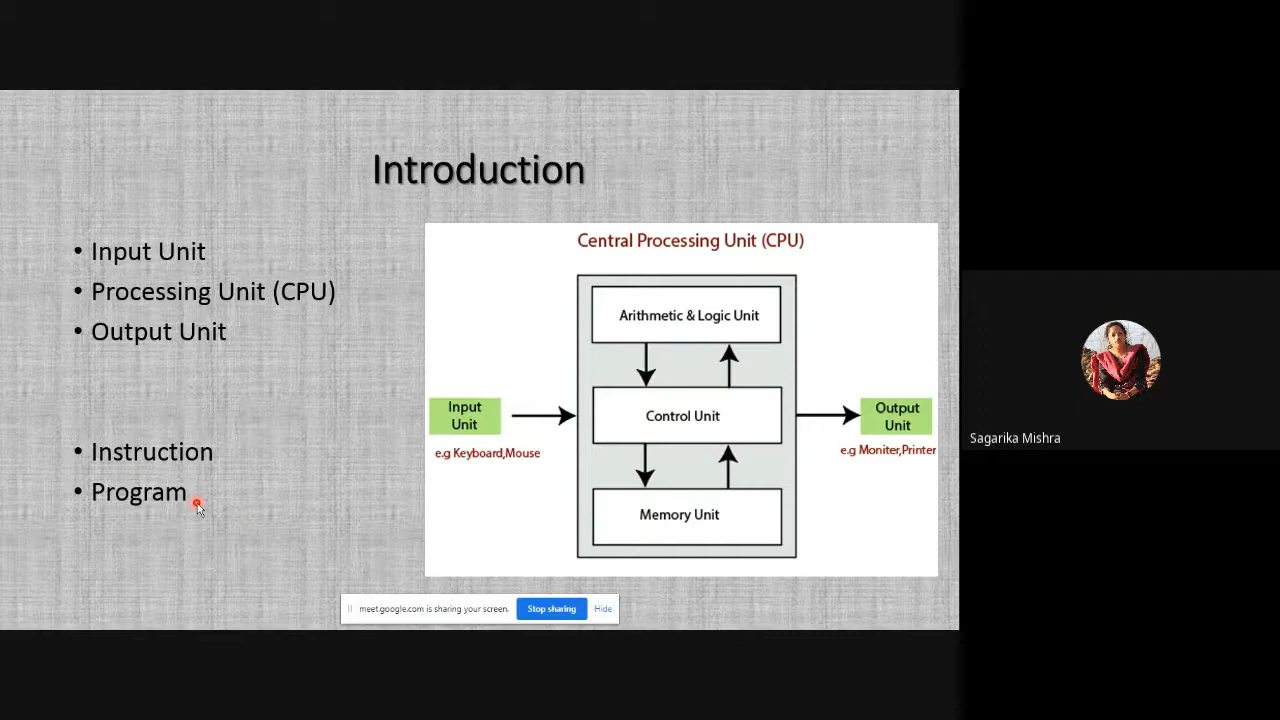 Introduction
• Input Unit
• Processing Unit (CPU)
• Output Unit
• Instruction
• Program
Central Processing Unit (CPU)
Arithmetic & Logic Unit
Control Unit
Memory Unit
Input
Unit
e.g Keyboard,Mouse
Output
Unit
e.g Moniter,Printer
meet.google.com is sharing your screen.
Stop sharing
Hide
Sagarika Mishra